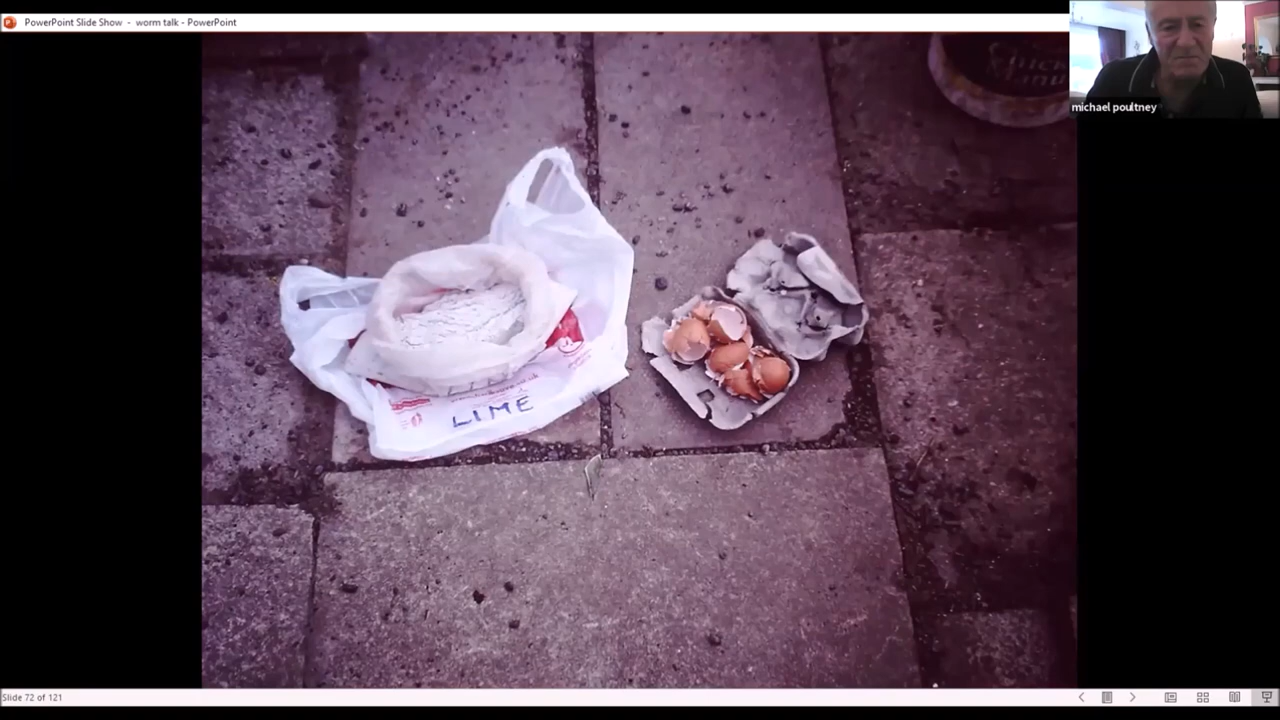 PowerPoint Slide Show - worm talk - PowerPoint
michael poultney
LIME
Slide 72 of 121